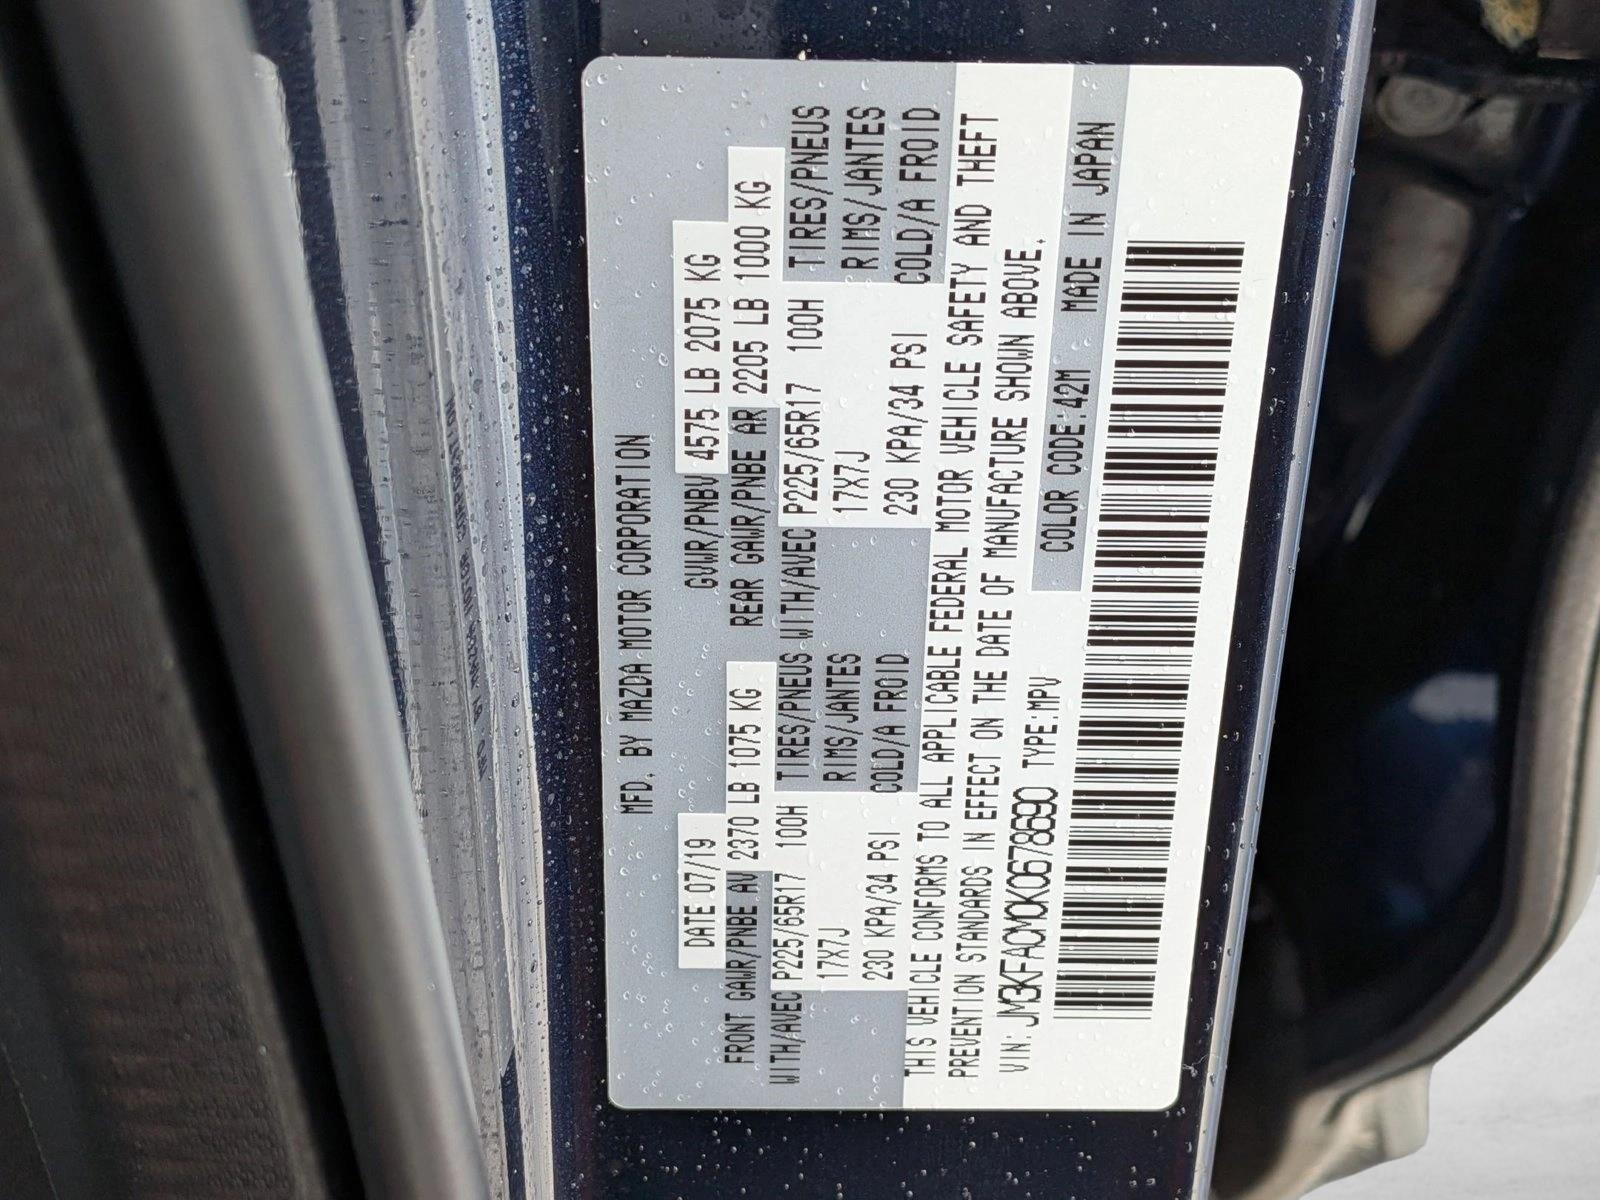 MFD. BY MAZDA MOTOR CORPORATION
DATE 07/19 GVWR/PNBV 4575 LB 2075 KG
FRONT GAWR/PNBE AV 2370 LB 1075 KG REAR GAWR/PNBE AR 2205 LB 1000 KG
WITH/AVEC P225/65R17 100H TIRES/PNEUS WITH/AVEC P225/65R17 100H TIRES/PNEUS
17X7J RIMS/JANTES 17X7J RIMS/JANTES
230 KPA/34 PSI COLD/A FROID 230 KPA/34 PSI COLD/A FROID
THIS VEHICLE CONFORMS TO ALL APPLICABLE FEDERAL MOTOR VEHICLE SAFETY AND THEFT
PREVENTION STANDARDS IN EFFECT ON THE DATE OF MANUFACTURE SHOWN ABOVE.
VIN: JM3KFACM0K0678690 TYPE:MPV COLOR CODE:42M MADE IN JAPAN